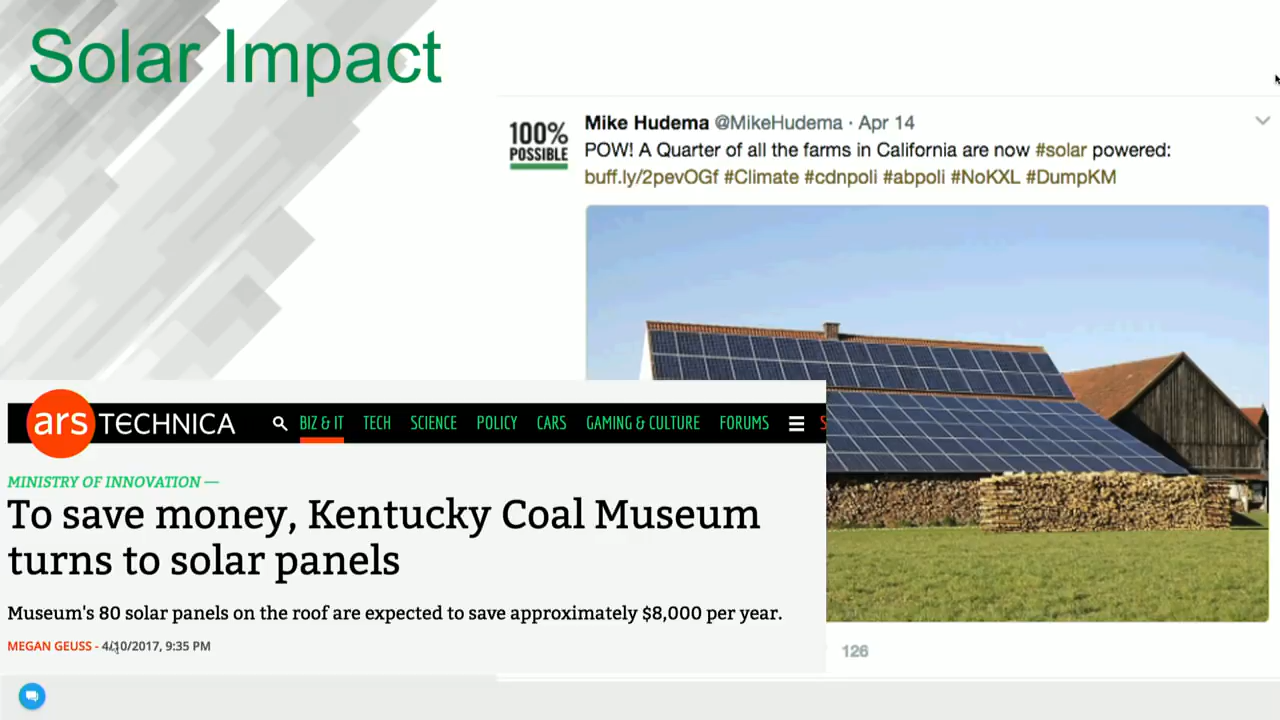 Solar Impact
100%
POSSIBLE
Mike Hudema @MikeHudema · Apr 14
POW! A Quarter of all the farms in California are now #solar powered:
buff.ly/2pevOGf #Climate #cdnpoli #abpoli #NoKXL #DumpKM
ars TECHNICA BIZ & IT TECH SCIENCE POLICY CARS GAMING & CULTURE FORUMS
MINISTRY OF INNOVATION —
To save money, Kentucky Coal Museum
turns to solar panels
Museum's 80 solar panels on the roof are expected to save approximately $8,000 per year.
MEGAN GEUSS - 4/10/2017, 9:35 PM
126